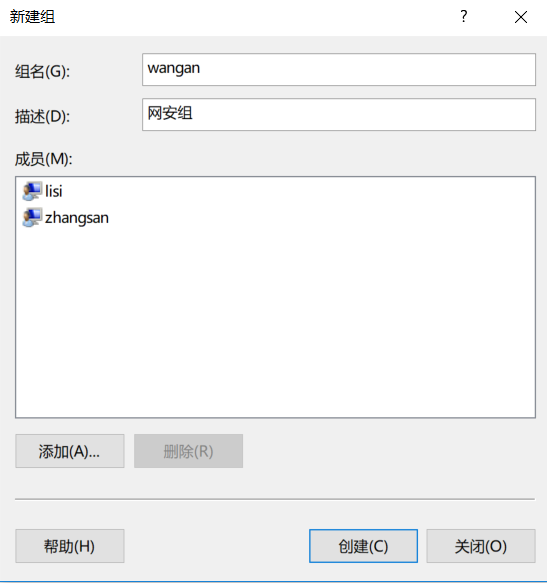 新建组
?
组名(G): wangan
描述(D): 网安组
成员(M):
lisi
zhangsan
添加(A)... 删除(R)
帮助(H) 创建(C) 关闭(O)